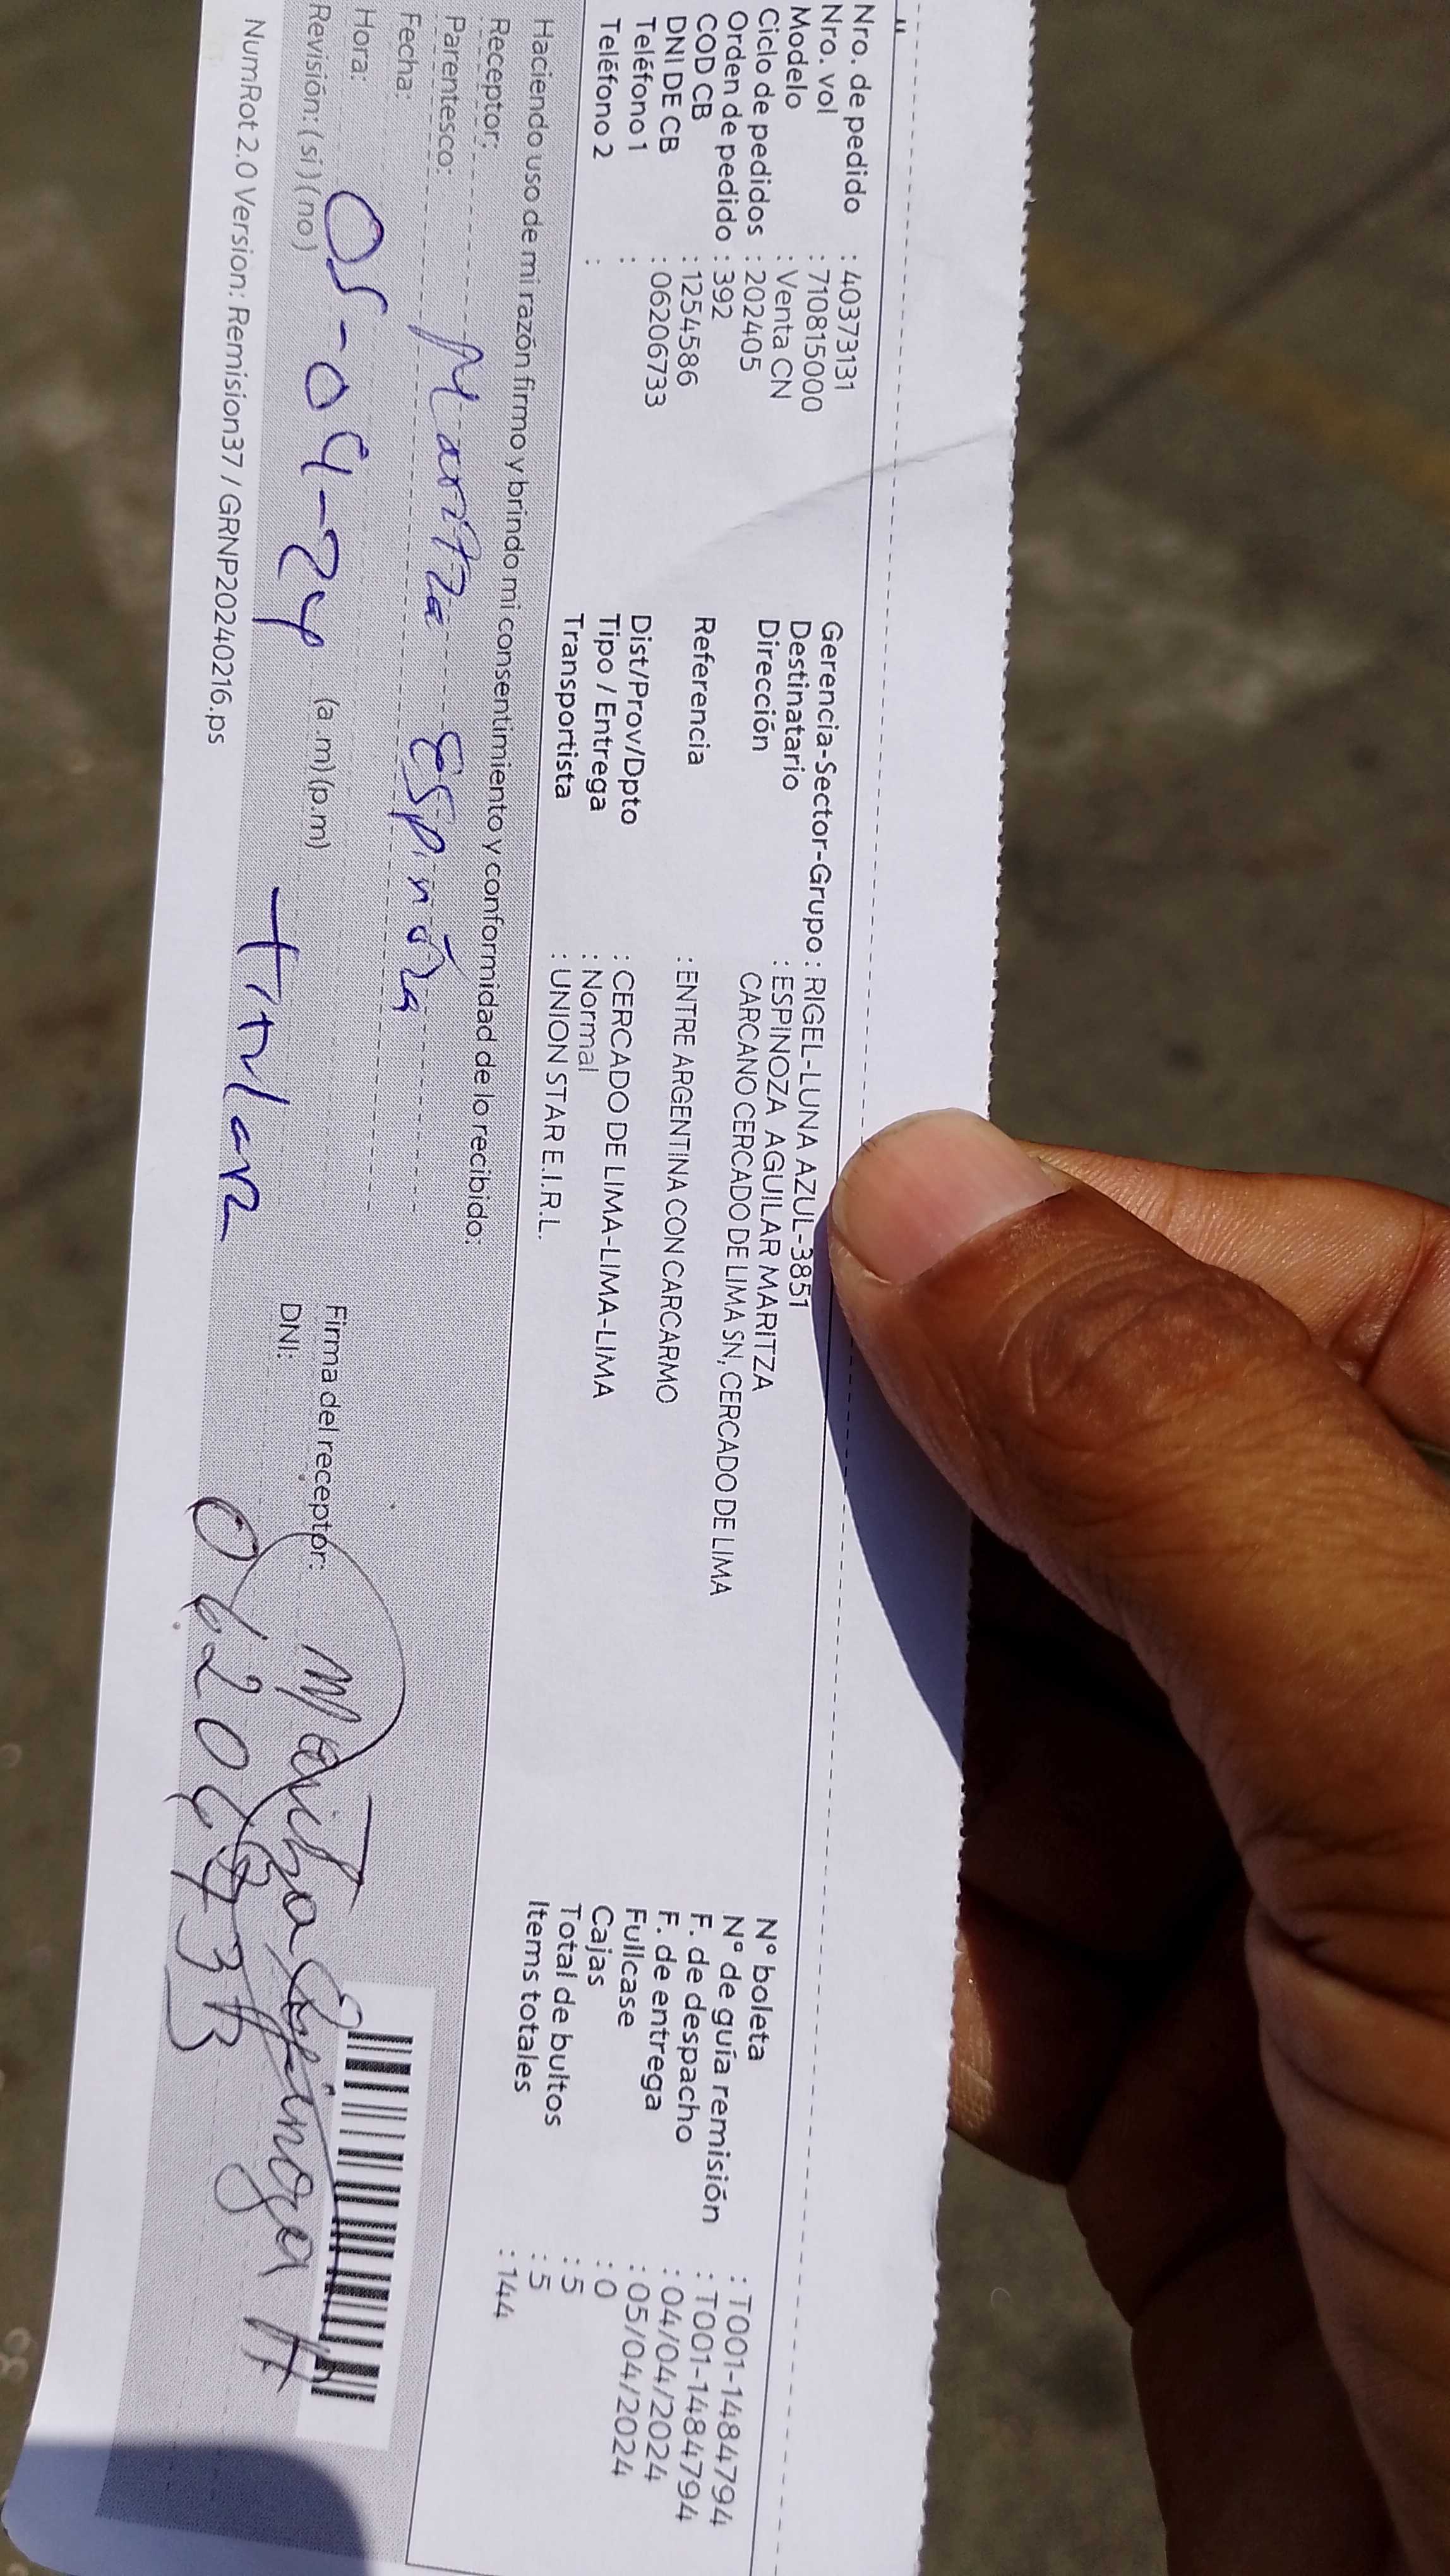 Nro. de pedido : 40373131
Nro. vol : 710815000
Modelo : Venta CN
Ciclo de pedidos : 202405
Orden de pedido : 392
COD CB : 1254586
DNI DE CB : 06206733
Teléfono 1 :
Teléfono 2 :
Gerencia-Sector-Grupo : RIGEL-LUNA AZUL-3851
Destinatario : ESPINOZA AGUILAR MARITZA
Dirección CARCANO CERCADO DE LIMA SN, CERCADO DE LIMA
Referencia : ENTRE ARGENTINA CON CARCARMO
Dist/Prov/Dpto : CERCADO DE LIMA-LIMA-LIMA
Tipo / Entrega : Normal
Transportista : UNION STAR E.I.R.L.
N° boleta : T001-1484794
N° de guía remisión : T001-1484794
F. de despacho : 04/04/2024
F. de entrega : 05/04/2024
Fullcase : 0
Cajas : 5
Total de bultos : 5
Items totales : 144
Haciendo uso de mi razón firmo y brindo mi consentimiento y conformidad de lo recibido:
Receptor:
Parentesco: Maritza
Fecha:
Hora: 05-04-24 (a.m) (p.m) titular
Revisión: (si) (no)
Firma del receptor: Maritza Espinoza A
DNI: 06206733
NumRot 2.0 Version: Remision37 / GRNP20240216.ps